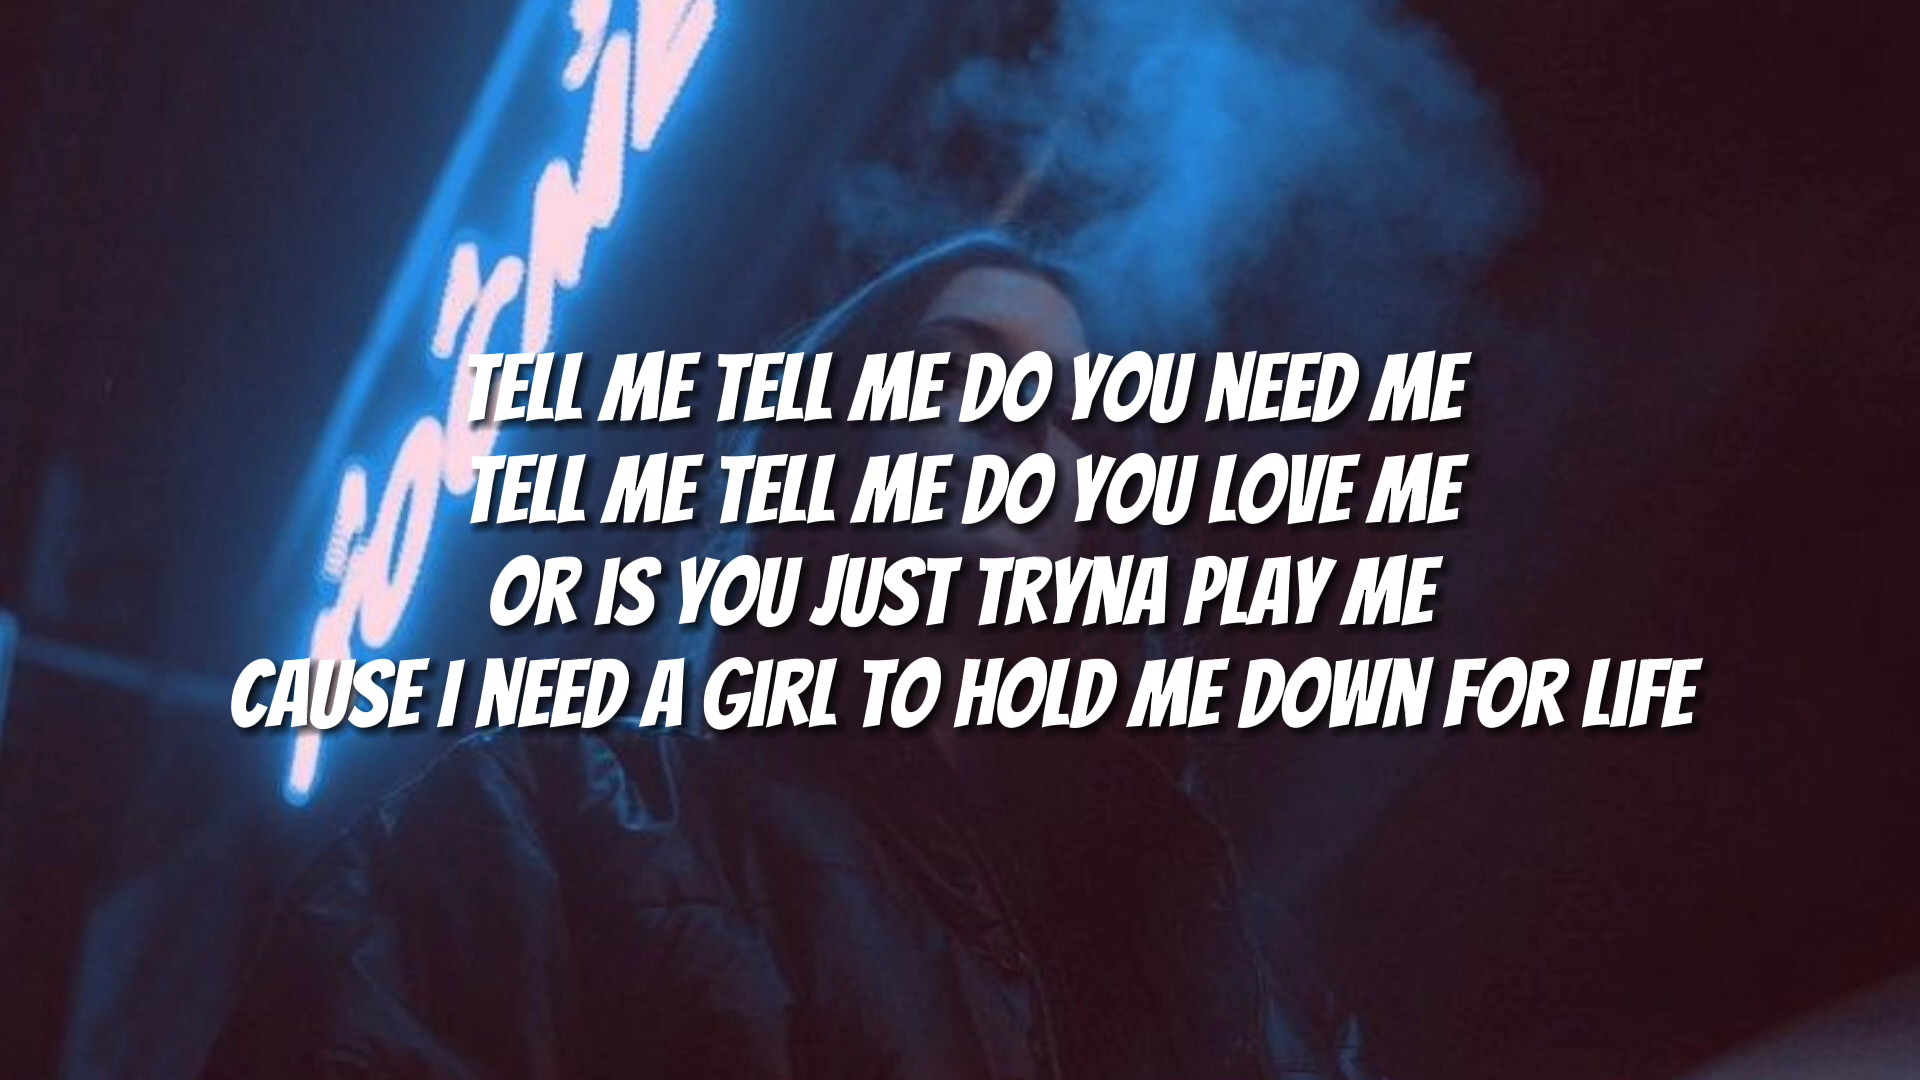 TELL ME TELL ME DO YOU NEED ME
TELL ME TELL ME DO YOU LOVE ME
OR IS YOU JUST TRYNA PLAY ME
CAUSE I NEED A GIRL TO HOLD ME DOWN FOR LIFE